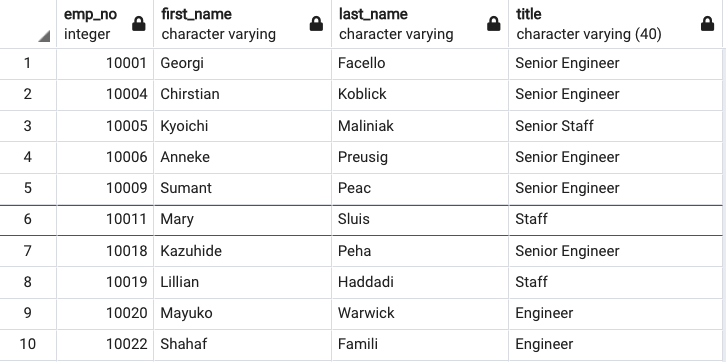 emp_no first_name last_name title
integer character varying character varying character varying (40)
1 10001 Georgi Facello Senior Engineer
2 10004 Chirstian Koblick Senior Engineer
3 10005 Kyoichi Maliniak Senior Staff
4 10006 Anneke Preusig Senior Engineer
5 10009 Sumant Peac Senior Engineer
6 10011 Mary Sluis Staff
7 10018 Kazuhide Peha Senior Engineer
8 10019 Lillian Haddadi Staff
9 10020 Mayuko Warwick Engineer
10 10022 Shahaf Famili Engineer